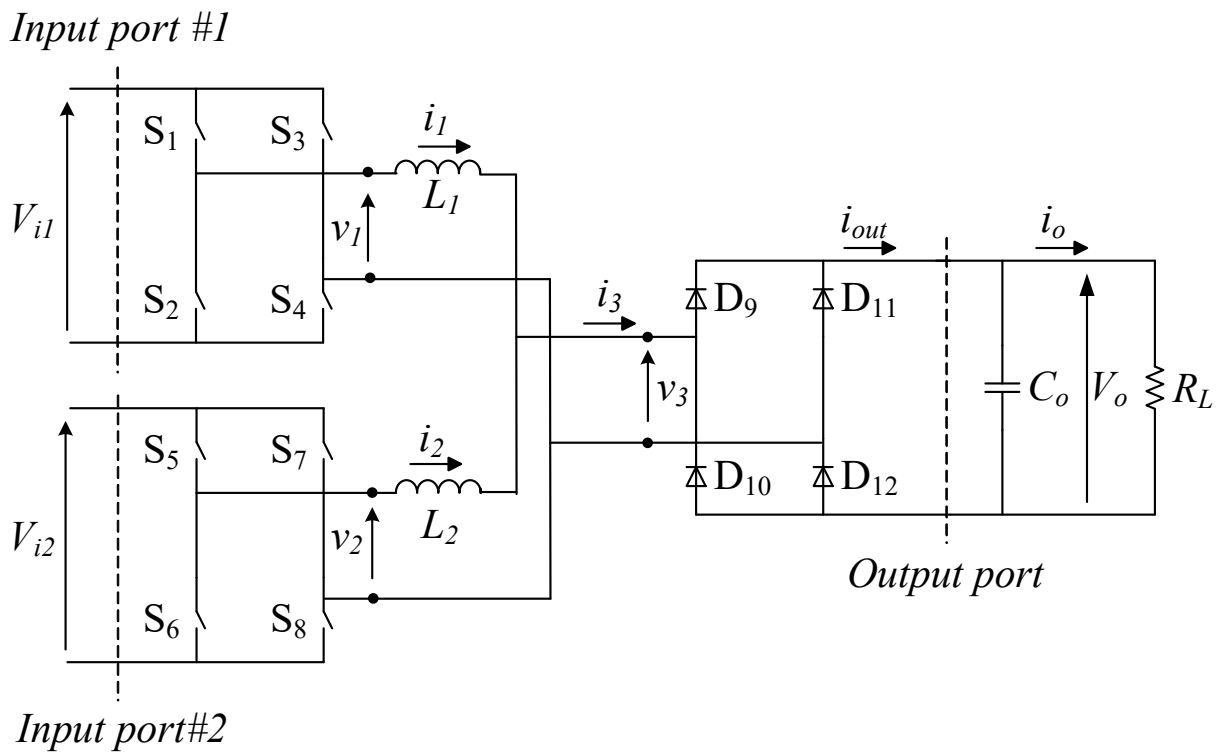 Input port #1
S1
S3
Vi1
v1
i1
L1
S2
S4
i3
v3
iout
io
D9
D11
Co
Vo
RL
D10
D12
Output port
S5
S7
Vi2
v2
i2
L2
S6
S8
Input port#2